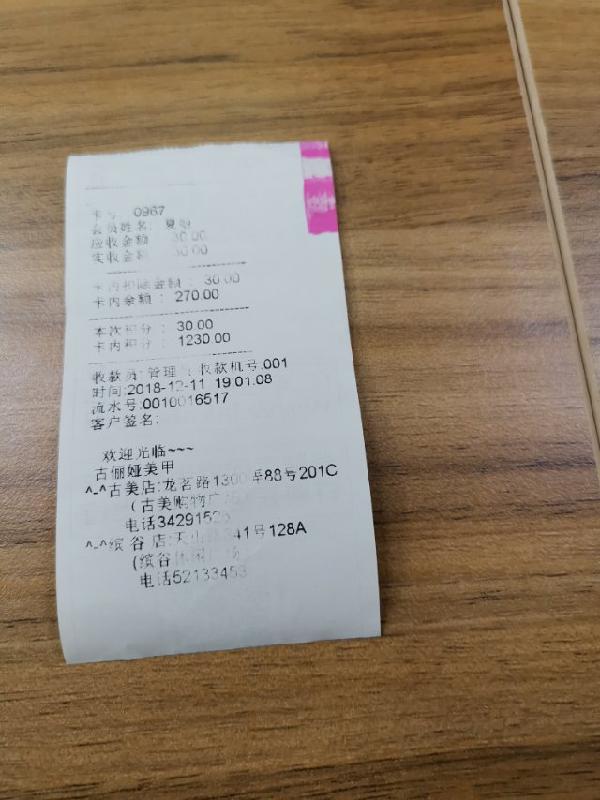 卡号: 0967
会员姓名: 夏
应收金额 30.00
实收金额 30.00
卡内扣除金额: 30.00
卡内余额: 270.00
本次积分: 30.00
卡内积分: 1230.00
收款员:管理员 收款机号:001
时间:2018-12-11 19:01:08
流水号:0010016517
客户签名:
欢迎光临~~~
古俪娅美甲
^-^古美店:龙茗路1300弄88号201C
(古美购物广
电话3429152
^-^缤谷店:天山 41号128A
(缤谷休闲广场
电话52133453